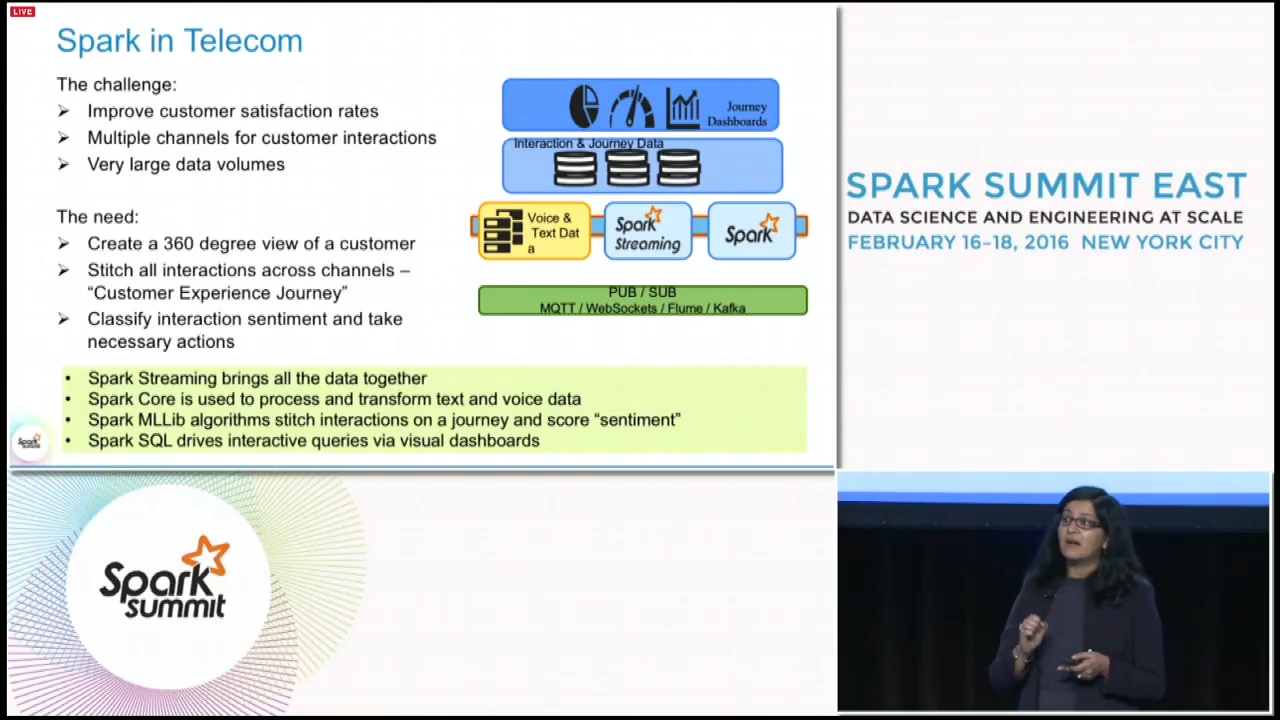 LIVE
Spark in Telecom
The challenge:
Improve customer satisfaction rates
Multiple channels for customer interactions
Very large data volumes
The need:
Create a 360 degree view of a customer
Stitch all interactions across channels –
“Customer Experience Journey”
Classify interaction sentiment and take
necessary actions
Journey
Dashboards
Interaction & Journey Data
Voice &
Text Dat
a
Spark
Streaming
Spark
PUB / SUB
MQTT / WebSockets / Flume / Kafka
• Spark Streaming brings all the data together
• Spark Core is used to process and transform text and voice data
• Spark MLLib algorithms stitch interactions on a journey and score “sentiment”
• Spark SQL drives interactive queries via visual dashboards
Spark
summit
SPARK SUMMIT EAST
DATA SCIENCE AND ENGINEERING AT SCALE
FEBRUARY 16-18, 2016 NEW YORK CITY
Spark
summit